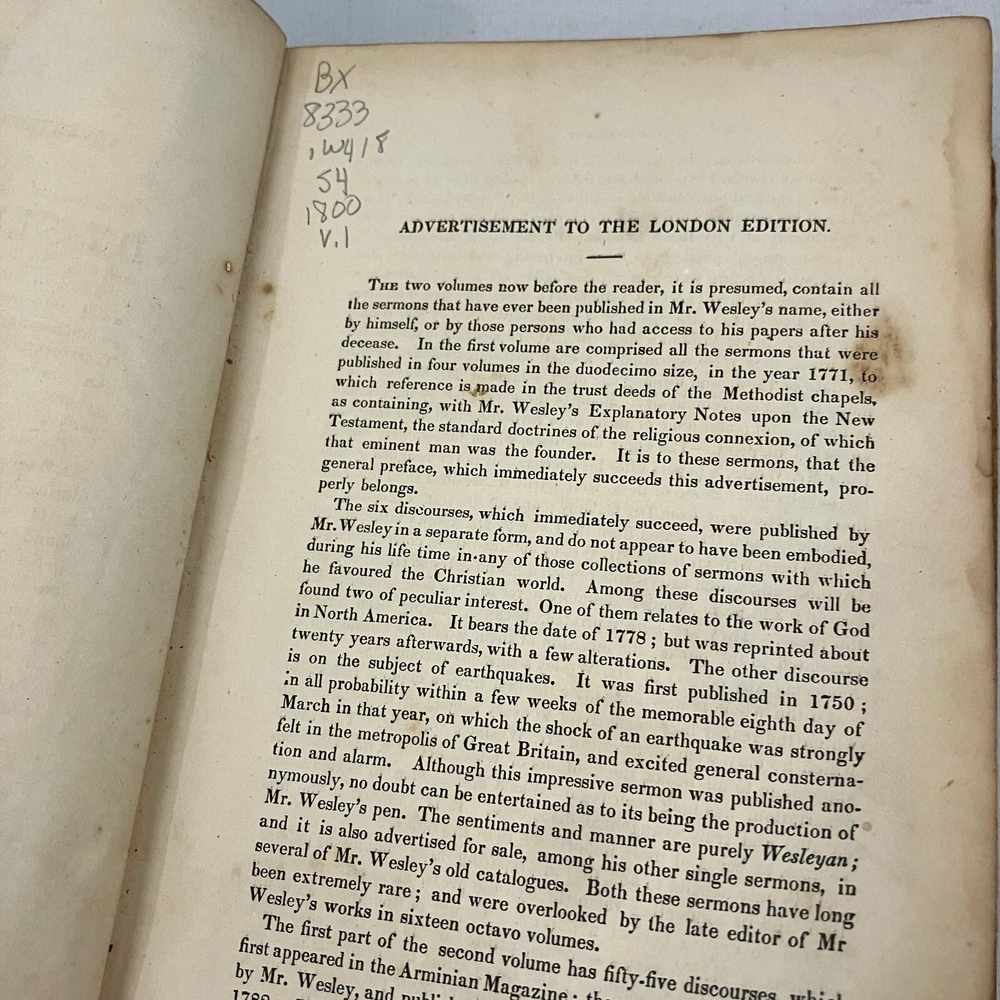 BX
8333
.W418
S4
1800
V.1
ADVERTISEMENT TO THE LONDON EDITION.
THE two volumes now before the reader, it is presumed, contain all
the sermons that have ever been published in Mr. Wesley's name, either
by himself, or by those persons who had access to his papers after his
decease. In the first volume are comprised all the sermons that were
published in four volumes in the duodecimo size, in the year 1771, to
which reference is made in the trust deeds of the Methodist chapels,
as containing, with Mr. Wesley's Explanatory Notes upon the New
Testament, the standard doctrines of the religious connexion, of which
that eminent man was the founder. It is to these sermons, that the
general preface, which immediately succeeds this advertisement, pro-
perly belongs.
The six discourses, which immediately succeed, were published by
Mr. Wesley in a separate form, and do not appear to have been embodied,
during his life time in any of those collections of sermons with which
he favoured the Christian world. Among these discourses will be
found two of peculiar interest. One of them relates to the work of God
in North America. It bears the date of 1778; but was reprinted about
twenty years afterwards, with a few alterations. The other discourse
is on the subject of earthquakes. It was first published in 1750;
in all probability within a few weeks of the memorable eighth day of
March in that year, on which the shock of an earthquake was strongly
felt in the metropolis of Great Britain, and excited general consterna-
tion and alarm. Although this impressive sermon was published ano-
nymously, no doubt can be entertained as to its being the production of
Mr. Wesley's pen. The sentiments and manner are purely Wesleyan;
and it is also advertised for sale, among his other single sermons, in
several of Mr. Wesley's old catalogues. Both these sermons have long
been extremely rare; and were overlooked by the late editor of Mr
Wesley's works in sixteen octavo volumes.
The first part of the second volume has fifty-five discourses, which
first appeared in the Arminian Magazine;
by Mr. Wesley, and